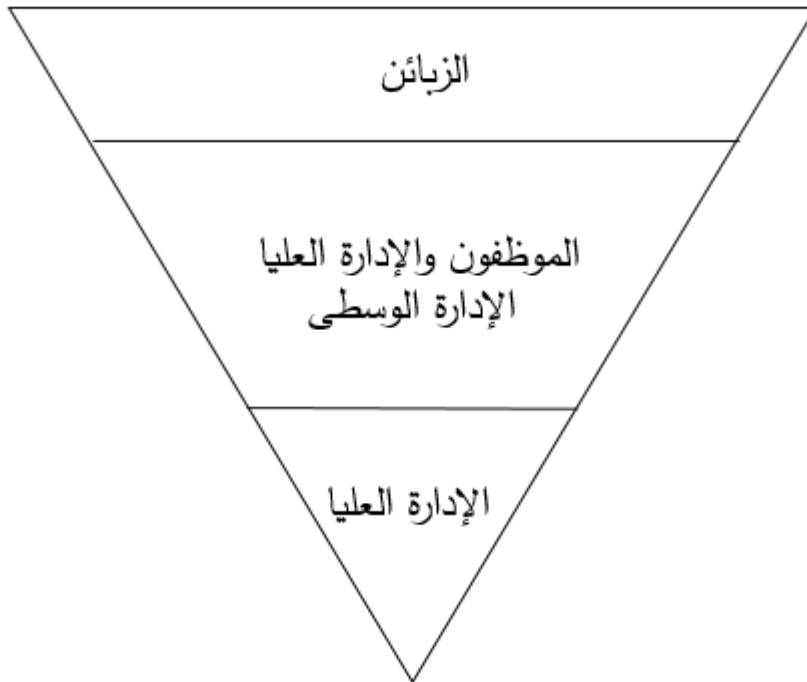 الزبائن
الموظفون والإدارة العليا
الإدارة الوسطى
الإدارة العليا